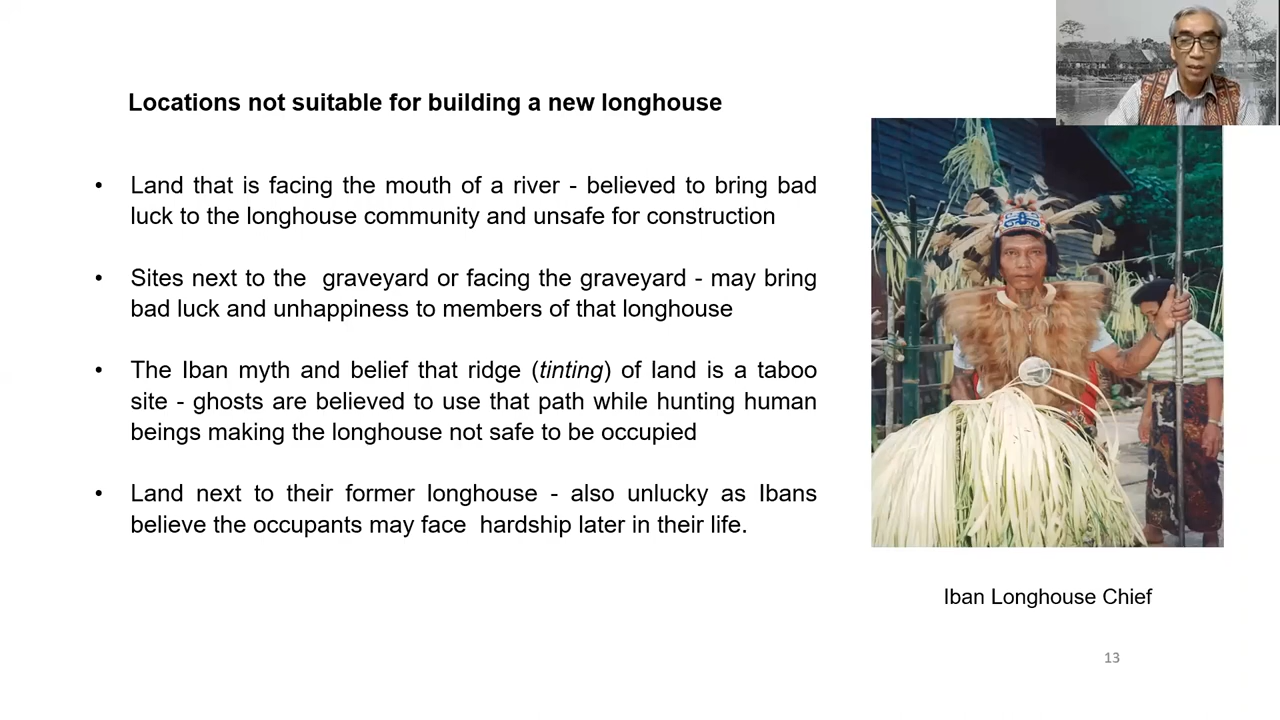 Locations not suitable for building a new longhouse
• Land that is facing the mouth of a river - believed to bring bad
luck to the longhouse community and unsafe for construction
• Sites next to the  graveyard or facing the graveyard - may bring
bad luck and unhappiness to members of that longhouse
• The Iban myth and belief that ridge (tinting) of land is a taboo
site - ghosts are believed to use that path while hunting human
beings making the longhouse not safe to be occupied
• Land next to their former longhouse - also unlucky as Ibans
believe the occupants may face  hardship later in their life.
Iban Longhouse Chief
13